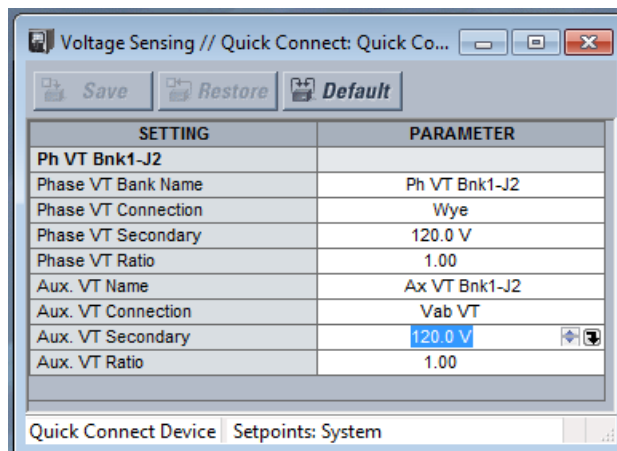 Voltage Sensing // Quick Connect: Quick Co...
Save Restore Default
SETTING PARAMETER
Ph VT Bnk1-J2
Phase VT Bank Name Ph VT Bnk1-J2
Phase VT Connection Wye
Phase VT Secondary 120.0 V
Phase VT Ratio 1.00
Aux. VT Name Ax VT Bnk1-J2
Aux. VT Connection Vab VT
Aux. VT Secondary 120.0 V
Aux. VT Ratio 1.00
Quick Connect Device Setpoints: System